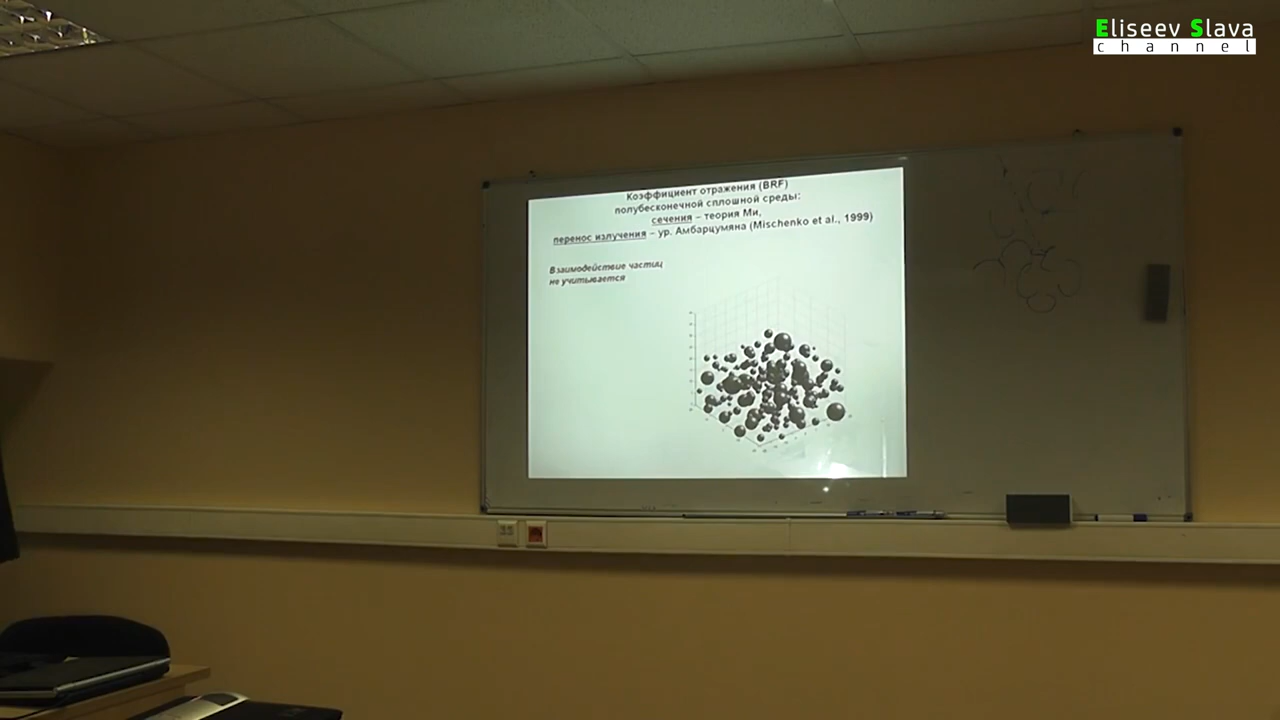 Eliseev Slava
channel
Коэффициент отражения (BRF)
полубесконечной сплошной среды:
сечения – теория Ми,
перенос излучения – ур. Амбарцумяна (Mischenko et al., 1999)
Взаимодействие частиц
не учитывается